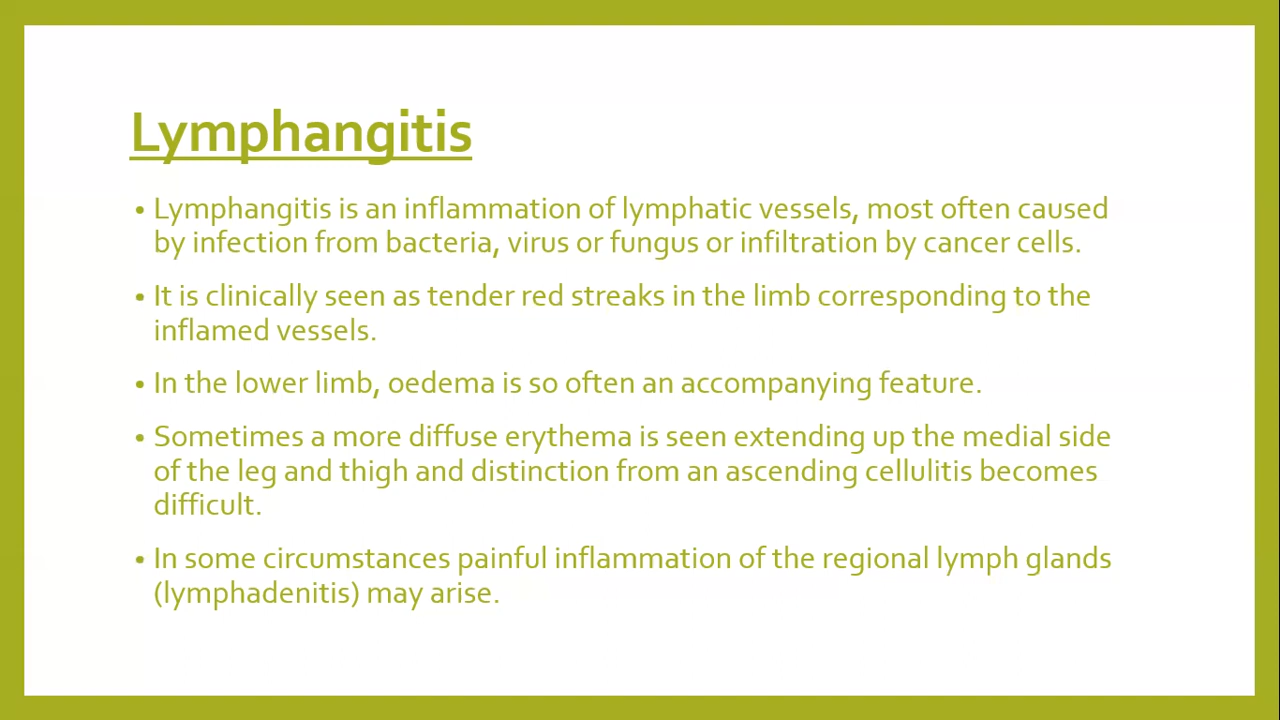 Lymphangitis
• Lymphangitis is an inflammation of lymphatic vessels, most often caused
by infection from bacteria, virus or fungus or infiltration by cancer cells.
• It is clinically seen as tender red streaks in the limb corresponding to the
inflamed vessels.
• In the lower limb, oedema is so often an accompanying feature.
• Sometimes a more diffuse erythema is seen extending up the medial side
of the leg and thigh and distinction from an ascending cellulitis becomes
difficult.
• In some circumstances painful inflammation of the regional lymph glands
(lymphadenitis) may arise.